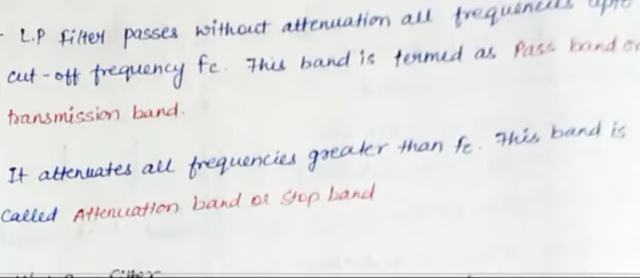 - L.P filter passes without attenuation all frequencies upto
cut-off frequency fc. This band is termed as Pass band or
transmission band.
It attenuates all frequencies greater than fc. This band is
called Attenuation band or stop band